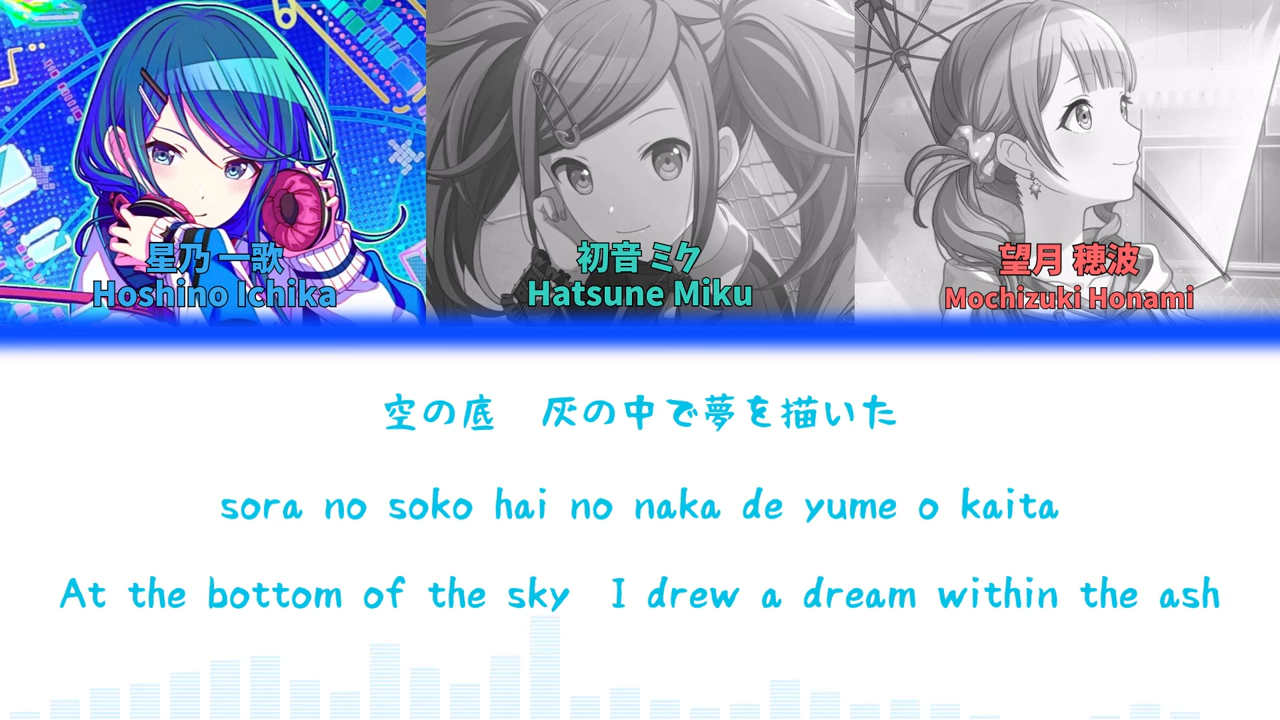 星乃 一歌
Hoshino Ichika
初音 ミク
Hatsune Miku
望月 穂波
Mochizuki Honami
空の底　灰の中で夢を描いた
sora no soko hai no naka de yume o kaita
At the bottom of the sky　I drew a dream within the ash